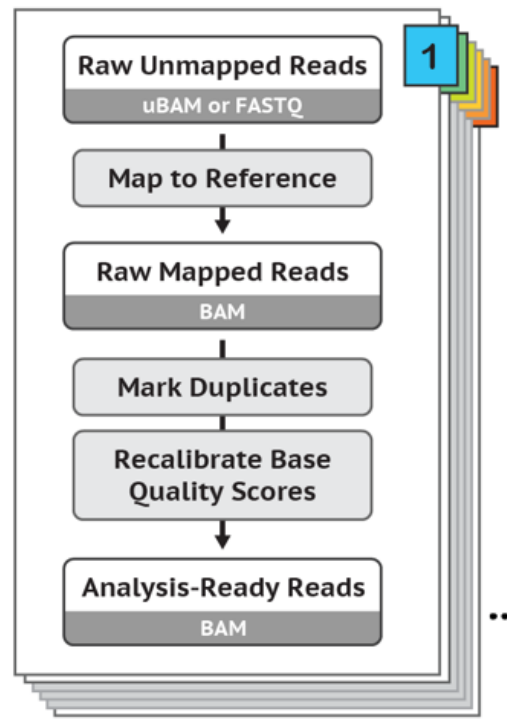 1
Raw Unmapped Reads
uBAM or FASTQ
Map to Reference
Raw Mapped Reads
BAM
Mark Duplicates
Recalibrate Base
Quality Scores
Analysis-Ready Reads
BAM
..